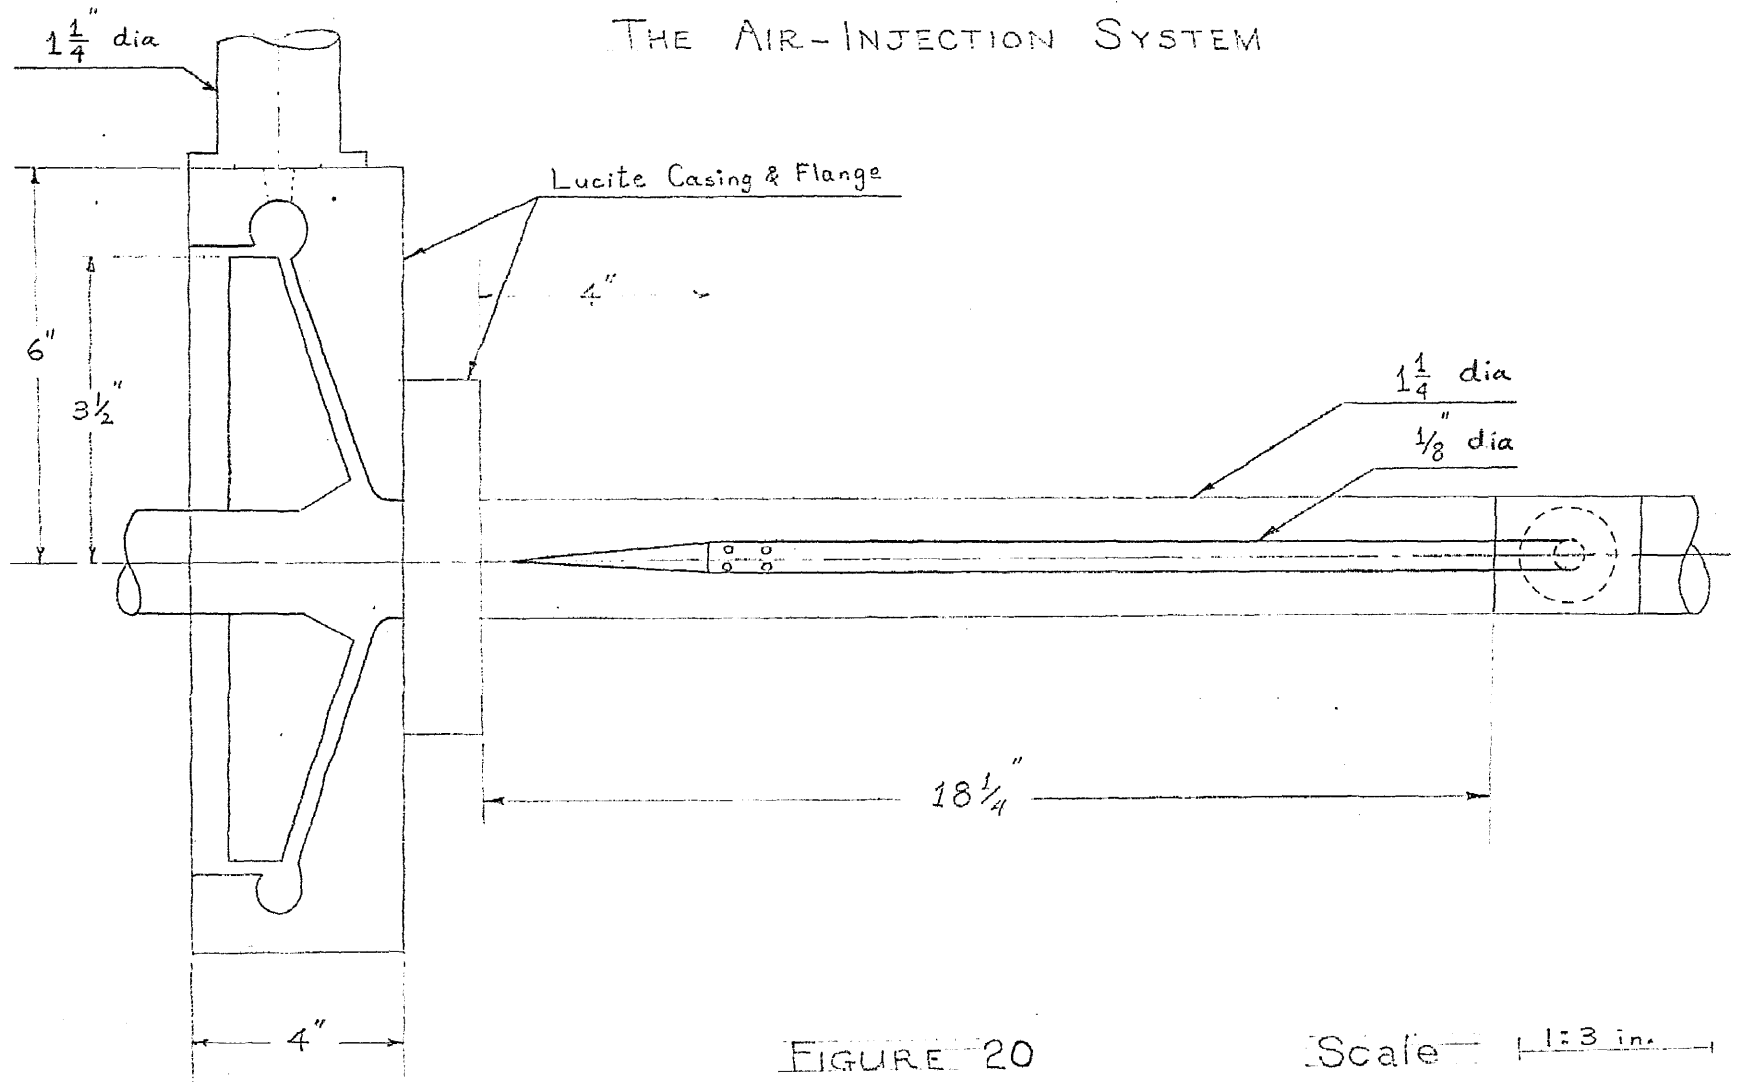 THE AIR-INJECTION SYSTEM
1 1/4" dia
Lucite Casing & Flange
4"
6"
3 1/2"
1 1/4" dia
1/8" dia
18 1/4"
4"
FIGURE 20
Scale 1:3 in.